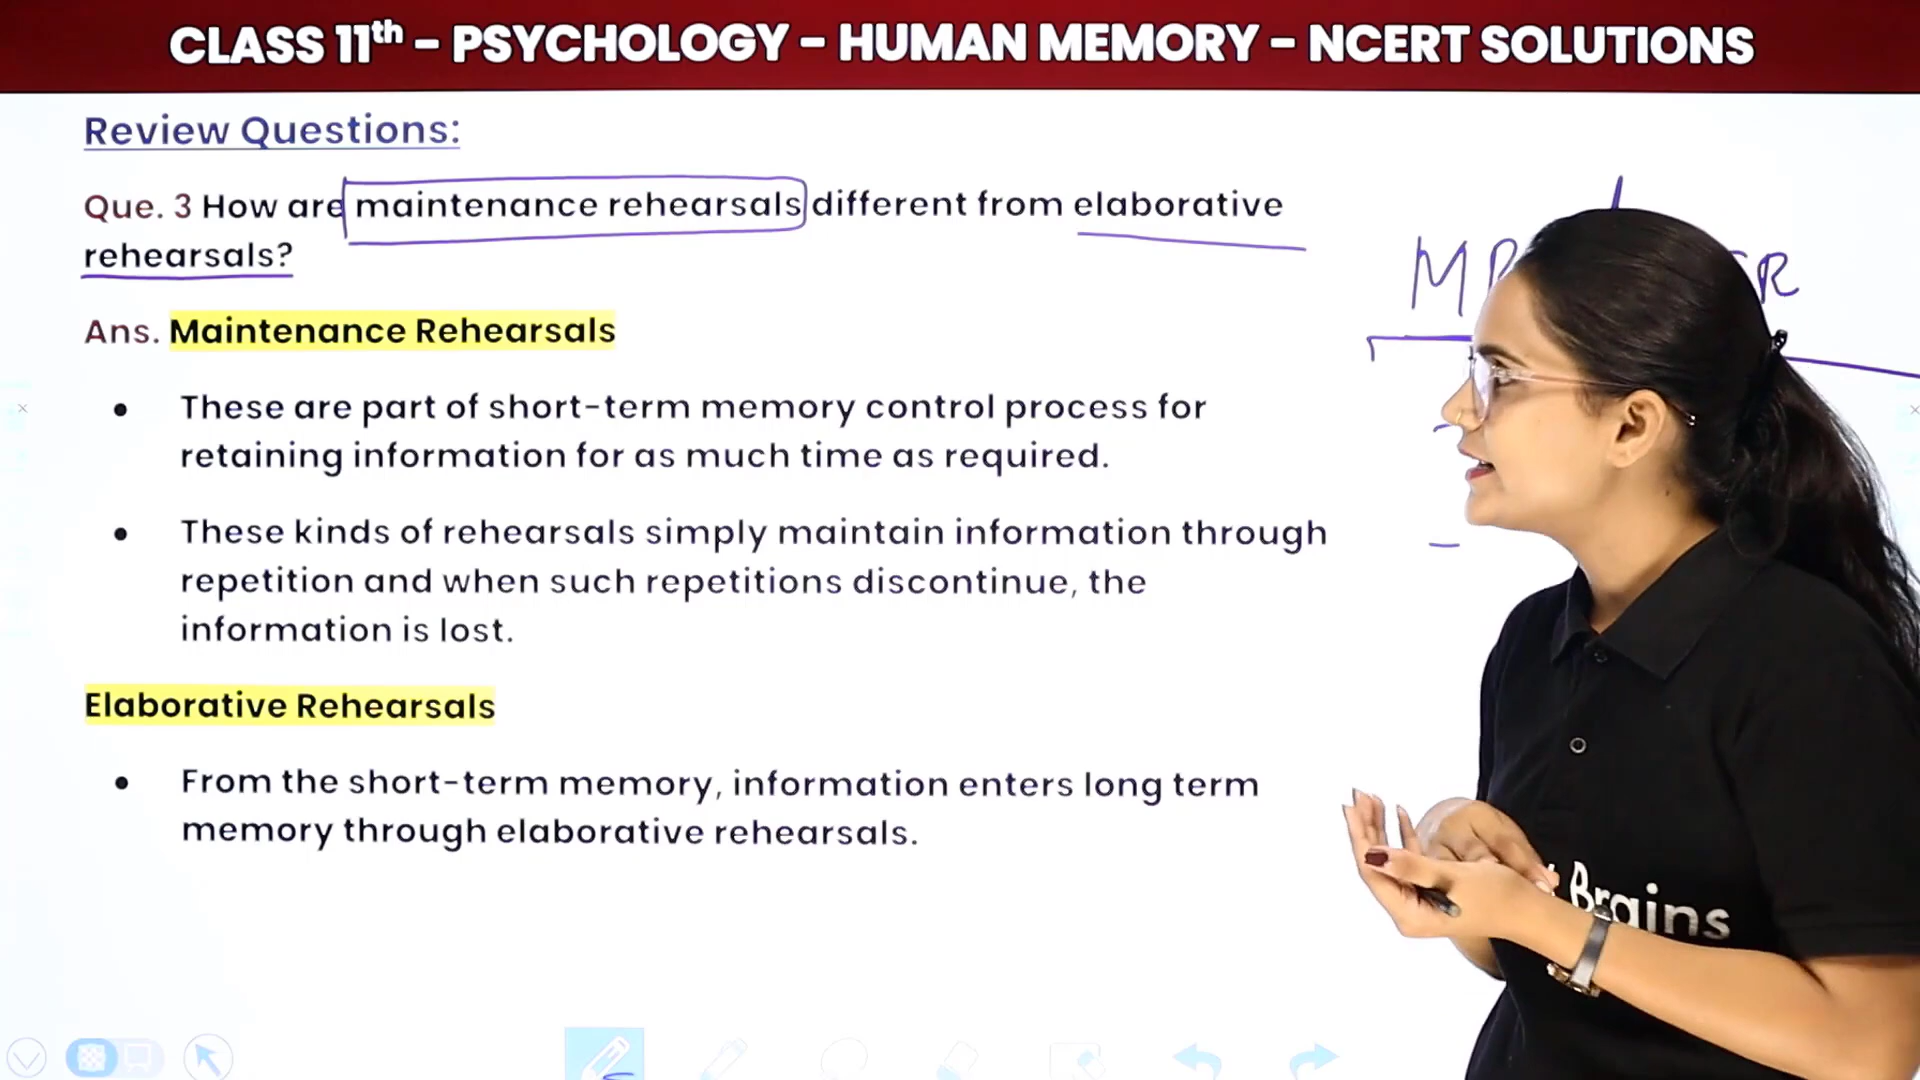 CLASS 11th - PSYCHOLOGY - HUMAN MEMORY - NCERT SOLUTIONS
Review Questions:
Que. 3 How are maintenance rehearsals different from elaborative
rehearsals?
Ans. Maintenance Rehearsals
• These are part of short-term memory control process for
retaining information for as much time as required.
• These kinds of rehearsals simply maintain information through
repetition and when such repetitions discontinue, the
information is lost.
Elaborative Rehearsals
• From the short-term memory, information enters long term
memory through elaborative rehearsals.
Brains